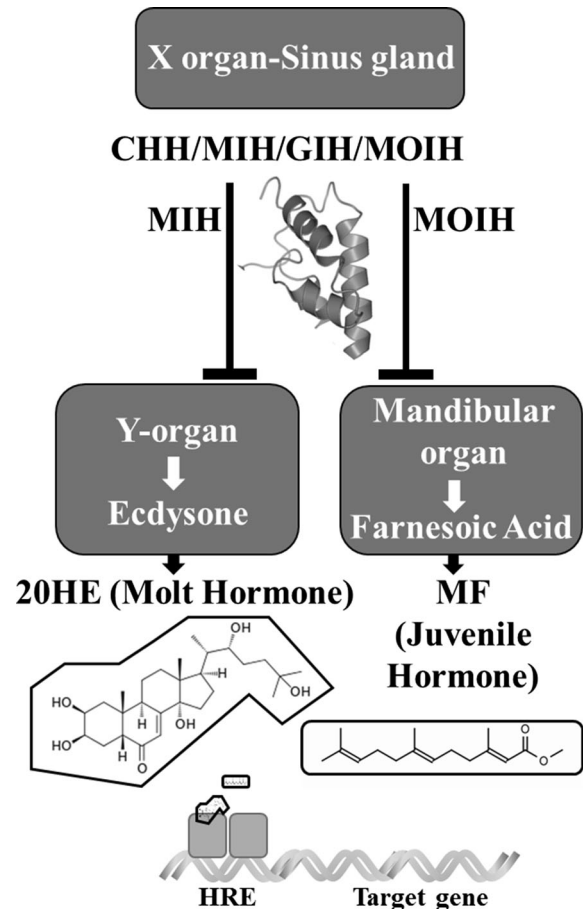 X organ-Sinus gland
CHH/MIH/GIH/MOIH
MIH
MOIH
Y-organ
Ecdysone
Mandibular
organ
Farnesoic Acid
20HE (Molt Hormone)
MF
(Juvenile
Hormone)
OH
H
OH
HO
H
OH
HO
H
O
O
O
HRE
Target gene